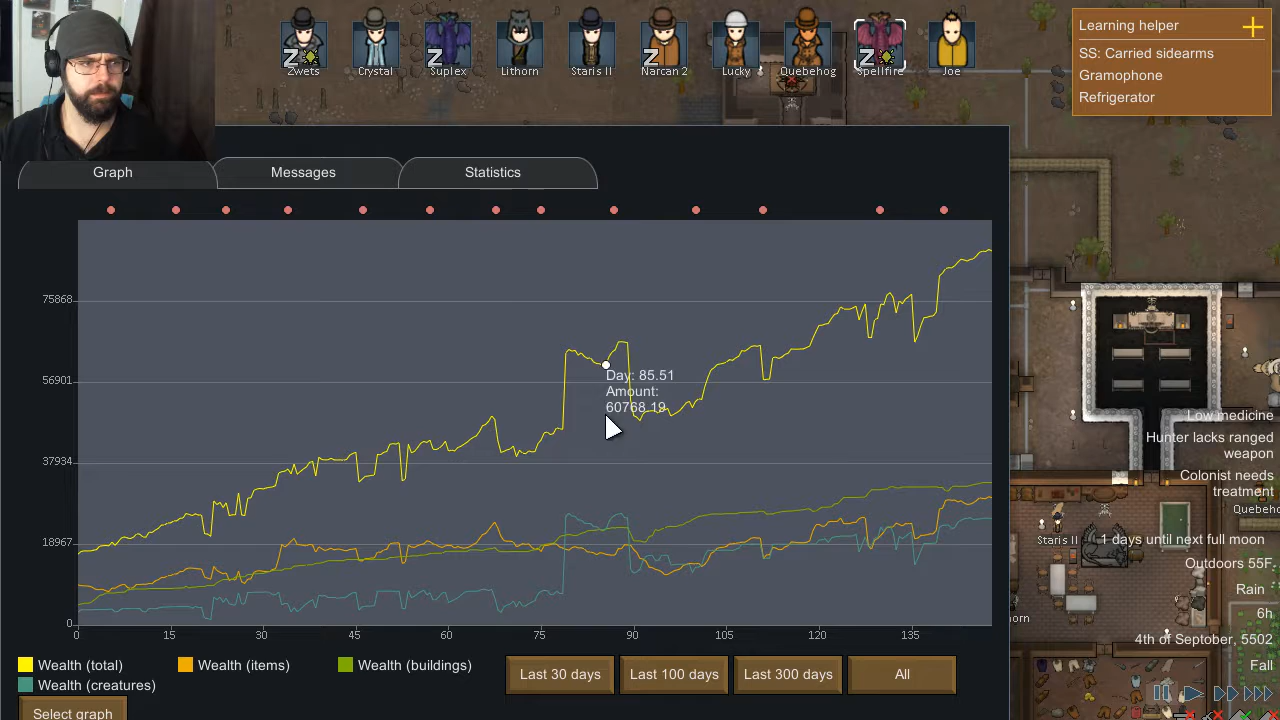 Zwets
Crystal
Suplex
Lithorn
Staris II
Narcan 2
Lucky
Quebehog
Spellfire
Joe
Learning helper
SS: Carried sidearms
Gramophone
Refrigerator
Graph
Messages
Statistics
75868
56901
37934
18967
0
Day: 85.51
Amount:
60768.19
0
15
30
45
60
75
90
105
120
135
Wealth (total)
Wealth (items)
Wealth (buildings)
Wealth (creatures)
Last 30 days
Last 100 days
Last 300 days
All
Select graph
Low medicine
Hunter lacks ranged
weapon
Colonist needs
treatment
Quebeho
Staris II
1 days until next full moon
Outdoors 55F
Rain
6h
orn
4th of Septober, 5502
Fall